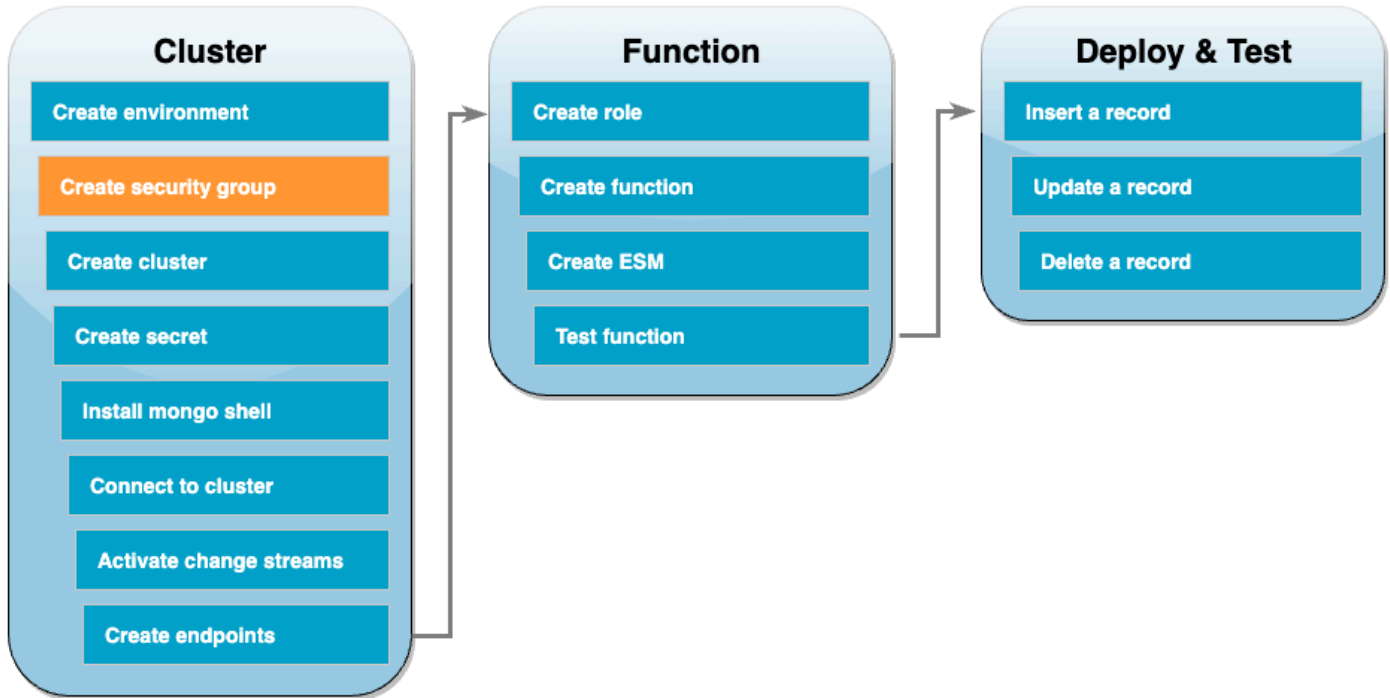 Cluster
Create environment
Create security group
Create cluster
Create secret
Install mongo shell
Connect to cluster
Activate change streams
Create endpoints
Function
Create role
Create function
Create ESM
Test function
Deploy & Test
Insert a record
Update a record
Delete a record